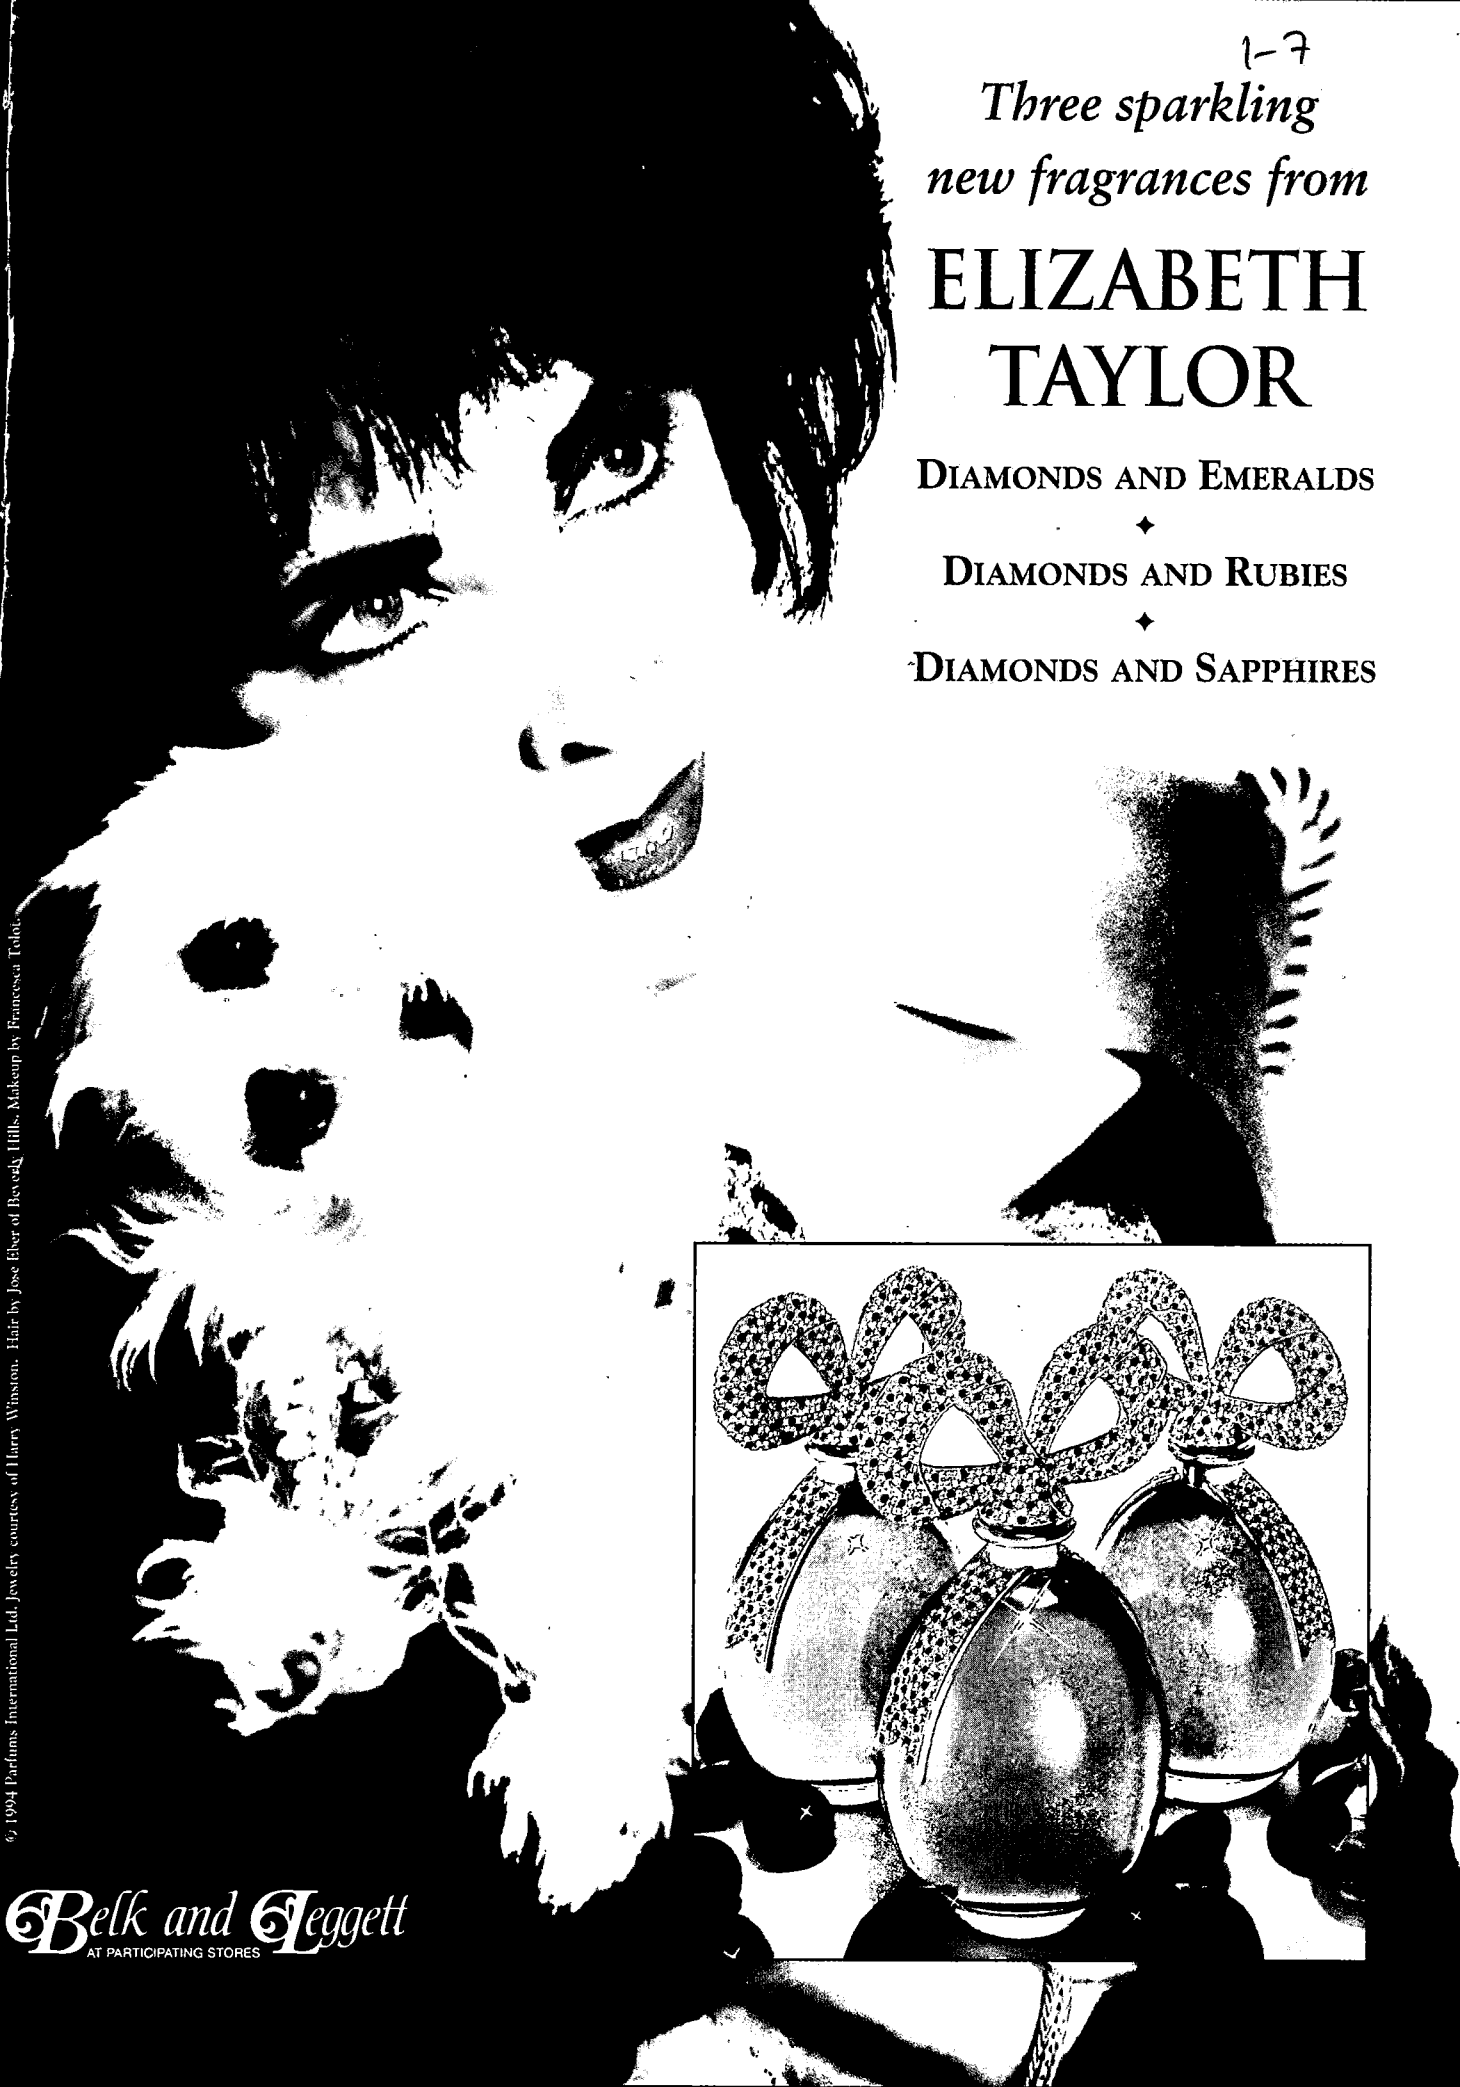 1-7
Three sparkling
new fragrances from
ELIZABETH
TAYLOR
DIAMONDS AND EMERALDS
DIAMONDS AND RUBIES
DIAMONDS AND SAPPHIRES
© 1994 Parfums International Ltd. Jewelry courtesy of Harry Winston. Hair by Jose Eber of Beverly Hills. Makeup by Francesca Tolot.
Belk and Leggett
AT PARTICIPATING STORES